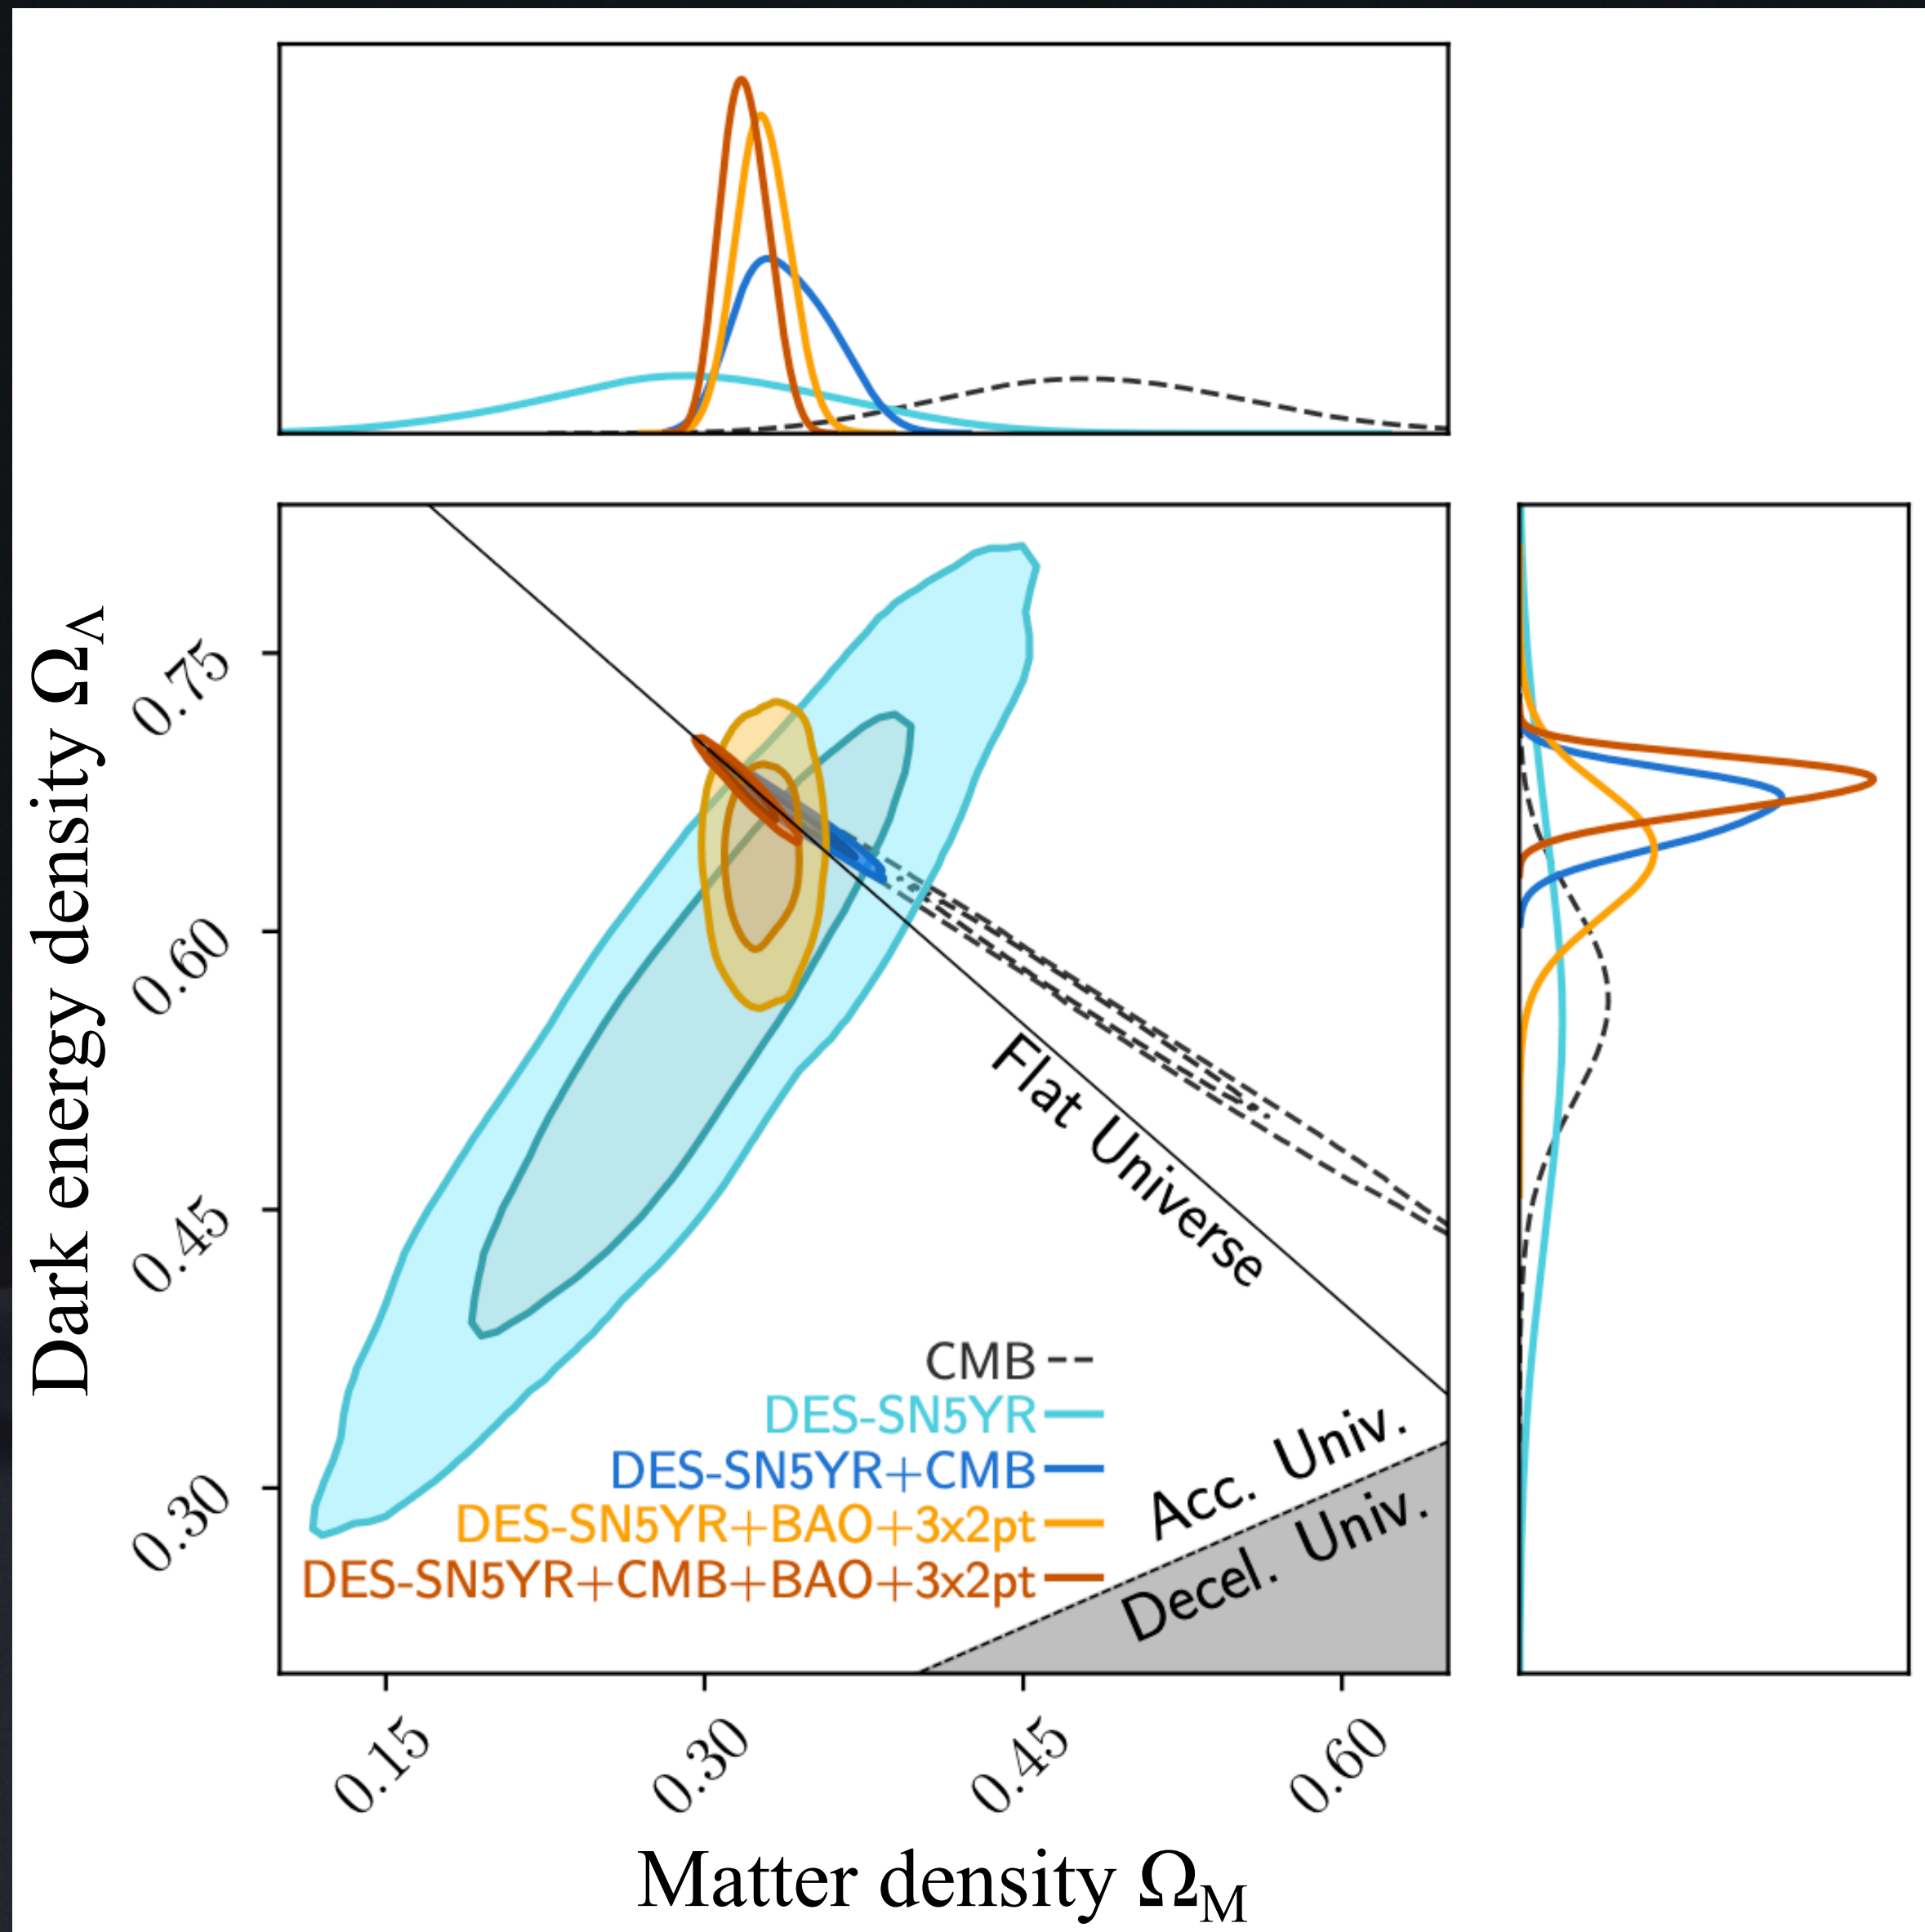 Dark energy density Ω_Λ
0.75
0.60
0.45
0.30
Flat Universe
CMB
DES-SN5YR
DES-SN5YR+CMB
DES-SN5YR+BAO+3x2pt
DES-SN5YR+CMB+BAO+3x2pt
Acc. Univ.
Decel. Univ.
0.15
0.30
0.45
0.60
Matter density Ω_M